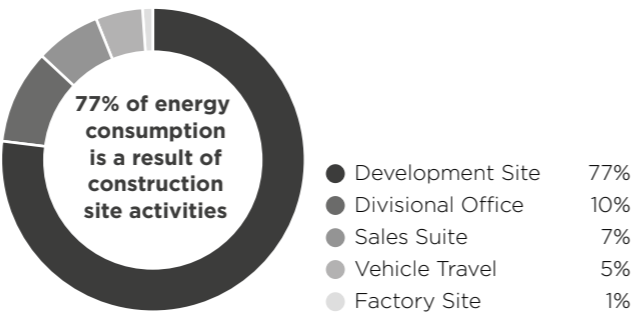 77% of energy
consumption
is a result of
construction
site activities
Development Site 77%
Divisional Office 10%
Sales Suite 7%
Vehicle Travel 5%
Factory Site 1%